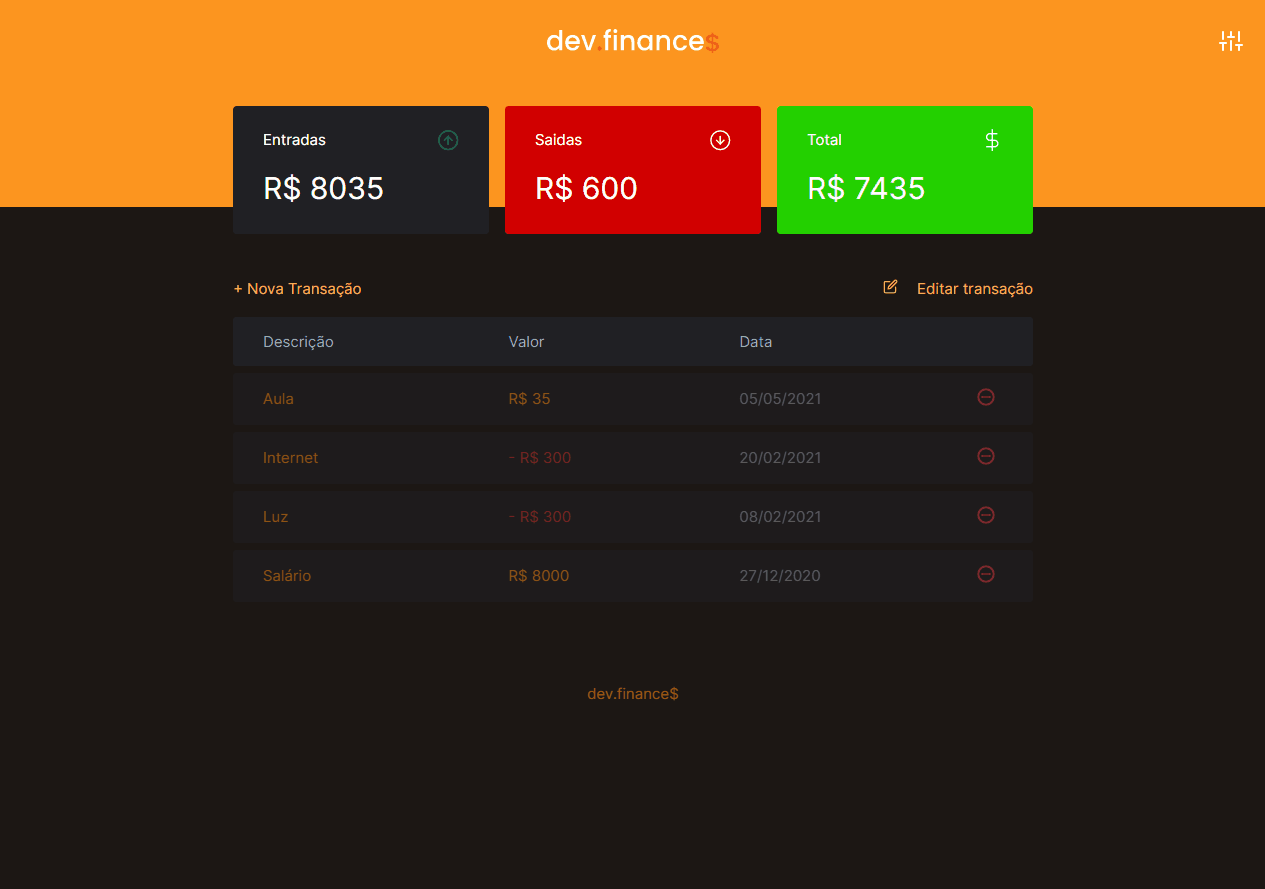 dev.finance$
Entradas
R$ 8035
Saidas
R$ 600
Total
R$ 7435
+ Nova Transação
Editar transação
Descrição Valor Data
Aula R$ 35 05/05/2021
Internet - R$ 300 20/02/2021
Luz - R$ 300 08/02/2021
Salário R$ 8000 27/12/2020
dev.finance$